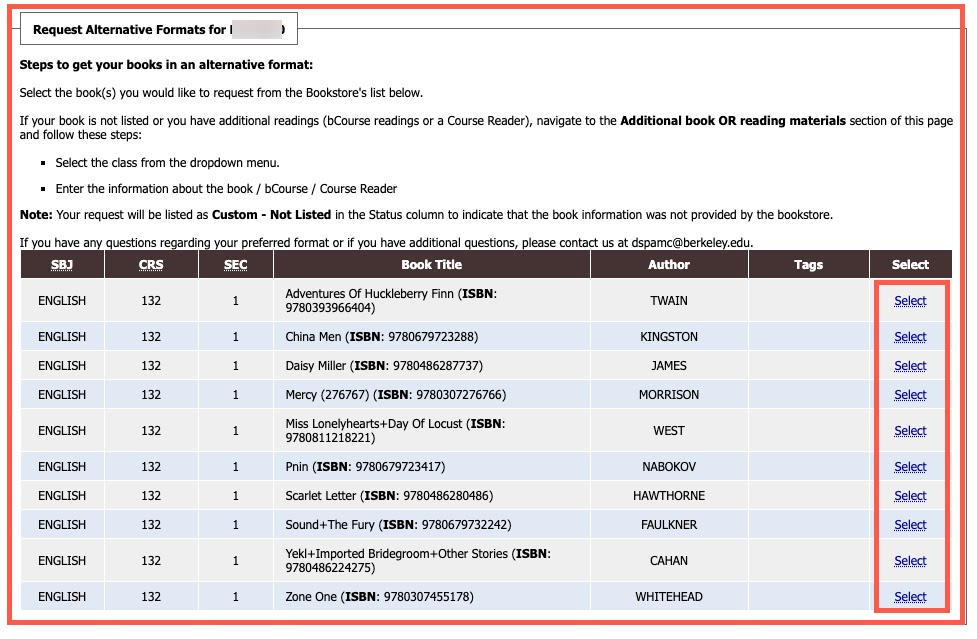 Request Alternative Formats for
Steps to get your books in an alternative format:
Select the book(s) you would like to request from the Bookstore's list below.
If your book is not listed or you have additional readings (bCourse readings or a Course Reader), navigate to the Additional book OR reading materials section of this page
and follow these steps:
▪ Select the class from the dropdown menu.
▪ Enter the information about the book / bCourse / Course Reader
Note: Your request will be listed as Custom - Not Listed in the Status column to indicate that the book information was not provided by the bookstore.
If you have any questions regarding your preferred format or if you have additional questions, please contact us at dspamc@berkeley.edu.
SBJ CRS SEC Book Title Author Tags Select
ENGLISH 132 1 Adventures Of Huckleberry Finn (ISBN: TWAIN Select
9780393966404)
ENGLISH 132 1 China Men (ISBN: 9780679723288) KINGSTON Select
ENGLISH 132 1 Daisy Miller (ISBN: 9780486287737) JAMES Select
ENGLISH 132 1 Mercy (276767) (ISBN: 9780307276766) MORRISON Select
ENGLISH 132 1 Miss Lonelyhearts+Day Of Locust (ISBN: WEST Select
9780811218221)
ENGLISH 132 1 Pnin (ISBN: 9780679723417) NABOKOV Select
ENGLISH 132 1 Scarlet Letter (ISBN: 9780486280486) HAWTHORNE Select
ENGLISH 132 1 Sound+The Fury (ISBN: 9780679732242) FAULKNER Select
ENGLISH 132 1 Yekl+Imported Bridegroom+Other Stories (ISBN: CAHAN Select
9780486224275)
ENGLISH 132 1 Zone One (ISBN: 9780307455178) WHITEHEAD Select